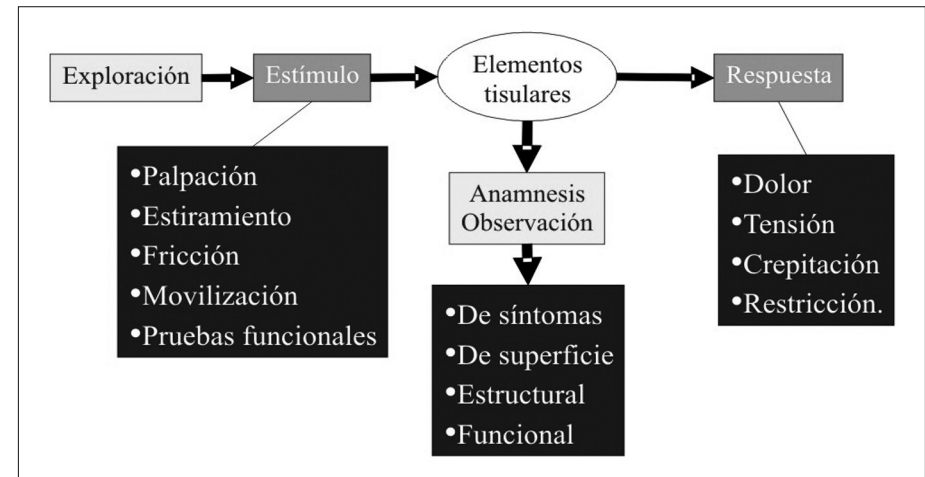 Exploración
Estímulo
Elementos
tisulares
Respuesta
•Palpación
•Estiramiento
•Fricción
•Movilización
•Pruebas funcionales
Anamnesis
Observación
•De síntomas
•De superficie
•Estructural
•Funcional
•Dolor
•Tensión
•Crepitación
•Restricción.